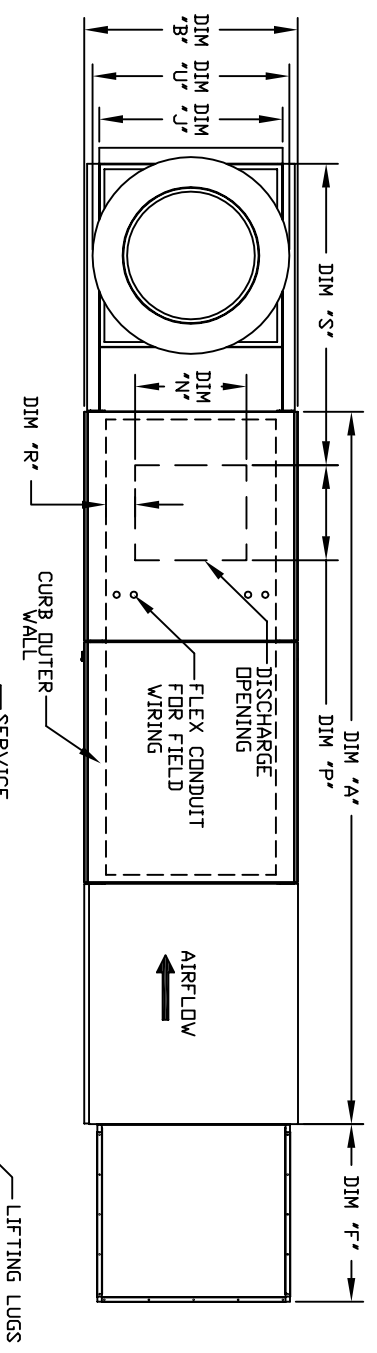 DIM
"B"
DIM
"U"
DIM
"J"
DIM "S"
DIM
"N"
DIM "R"
DIM "A"
DIM "P"
DIM "F"
DISCHARGE
OPENING
FLEX CONDUIT
FOR FIELD
WIRING
CURB OUTER
WALL
AIRFLOW
SERVICE
LIFTING LUGS